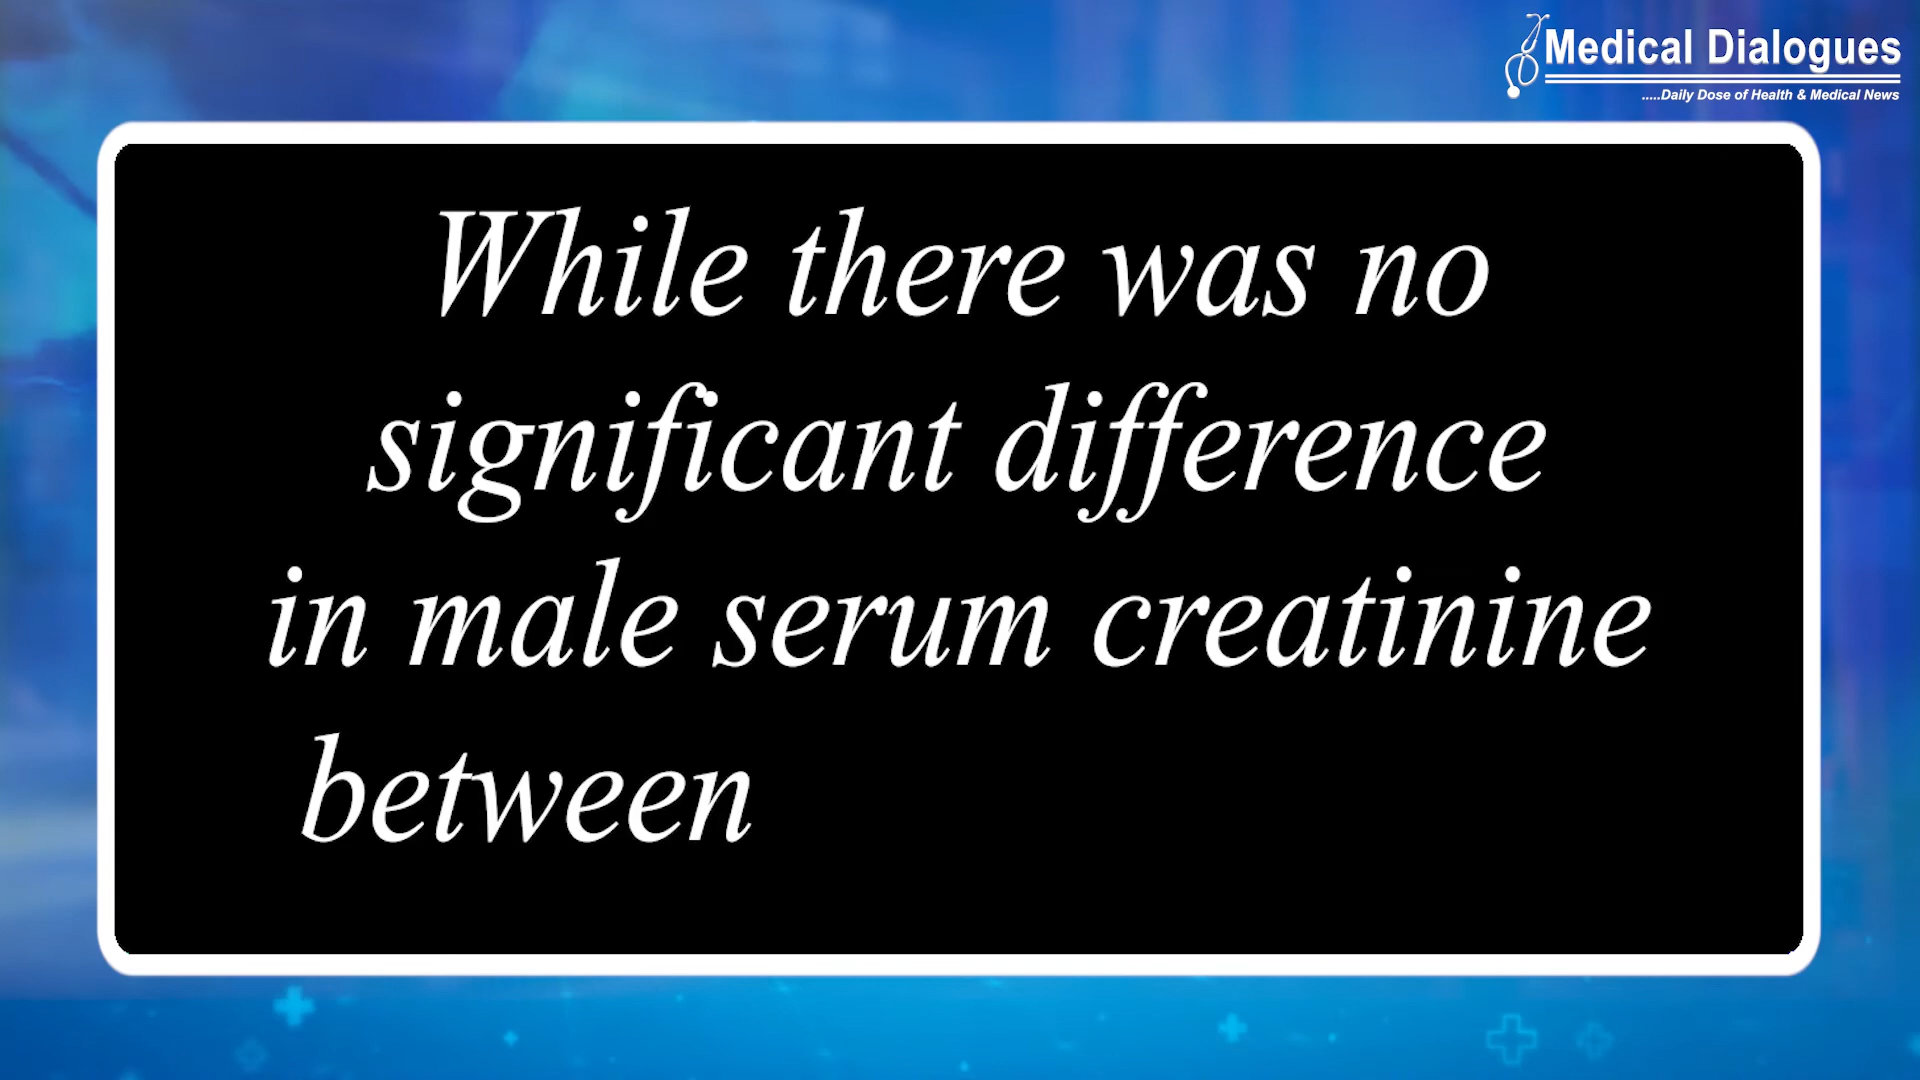 Medical Dialogues
.....Daily Dose of Health & Medical News
While there was no
significant difference
in male serum creatinine
between